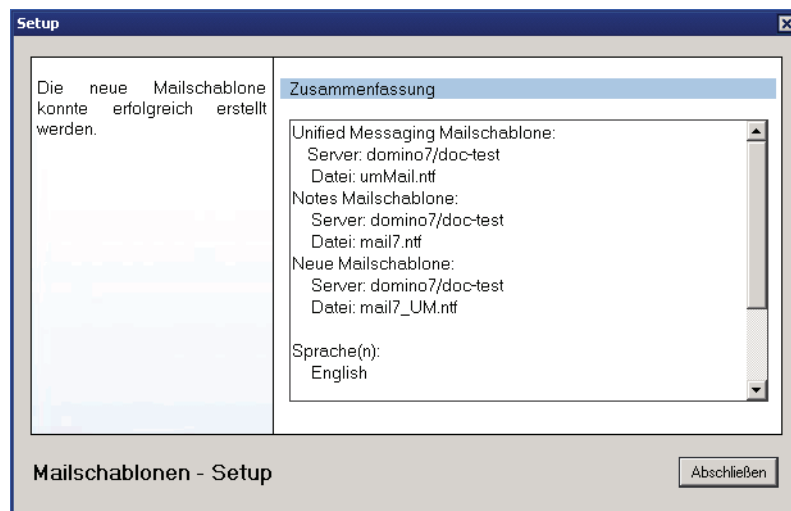 Setup
Die neue Mailschablone
konnte erfolgreich erstellt
werden.
Zusammenfassung
Unified Messaging Mailschablone:
Server: domino7/doc-test
Datei: umMail.ntf
Notes Mailschablone:
Server: domino7/doc-test
Datei: mail7.ntf
Neue Mailschablone:
Server: domino7/doc-test
Datei: mail7_UM.ntf
Sprache(n):
English
Mailschablonen - Setup
Abschließen